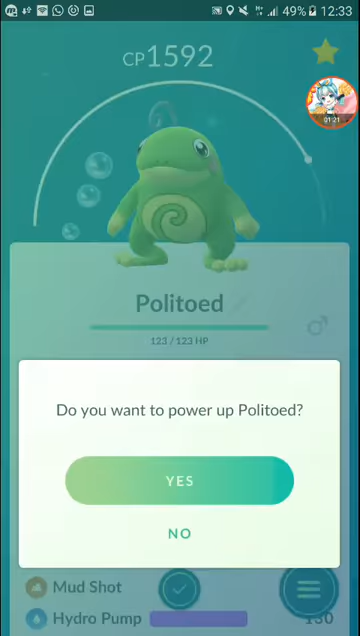 49% 12:33
CP1592
01:21
Politoed
123 / 123 HP
Do you want to power up Politoed?
YES
NO
Mud Shot
Hydro Pump 130